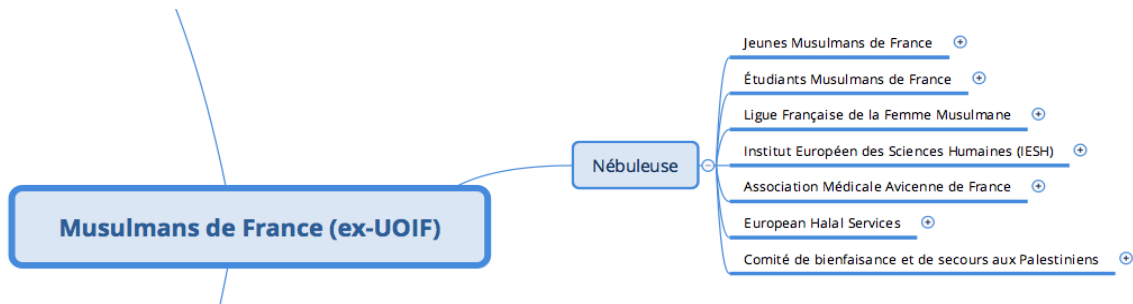 Jeunes Musulmans de France
Étudiants Musulmans de France
Ligue Française de la Femme Musulmane
Institut Européen des Sciences Humaines (IESH)
Nébuleuse
Association Médicale Avicenne de France
Musulmans de France (ex-UOIF)
European Halal Services
Comité de bienfaisance et de secours aux Palestiniens